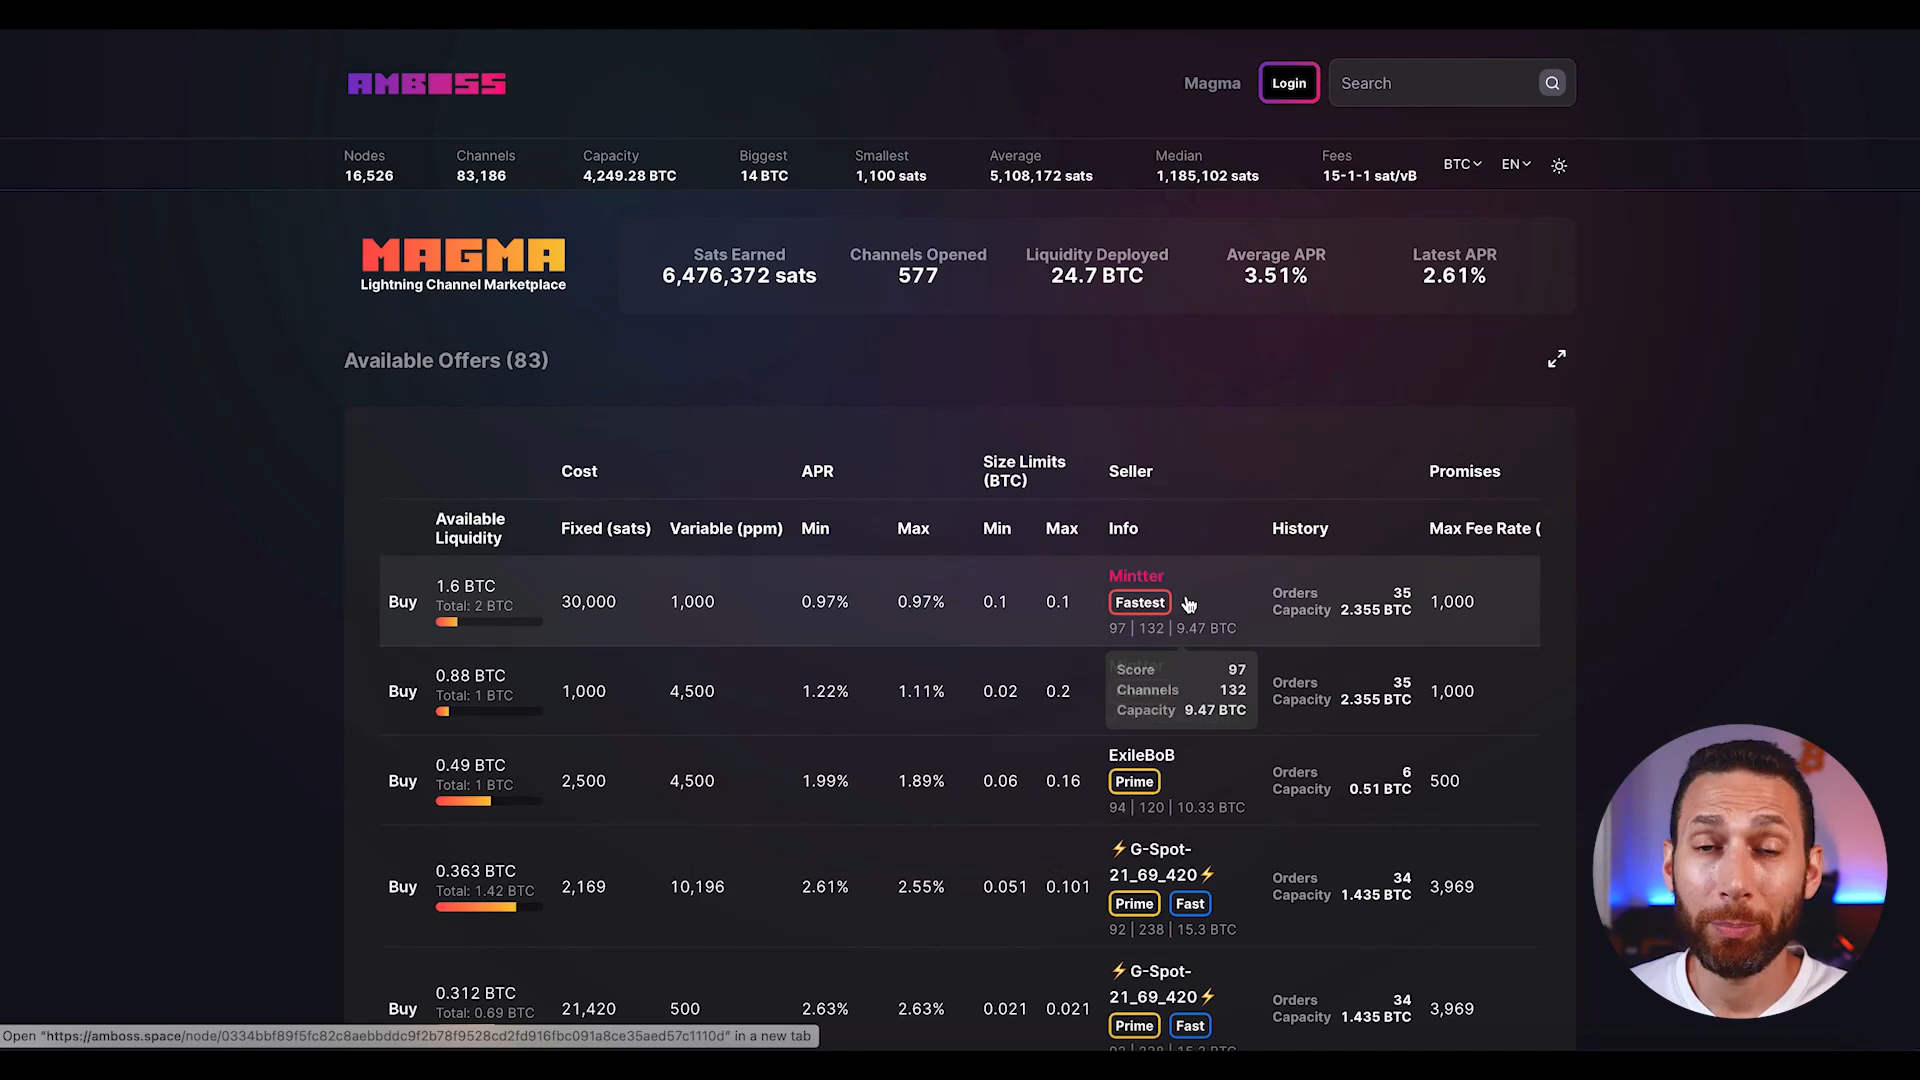 AMBOSS
Magma
Login
Search
Nodes
16,526
Channels
83,186
Capacity
4,249.28 BTC
Biggest
14 BTC
Smallest
1,100 sats
Average
5,108,172 sats
Median
1,185,102 sats
Fees
15-1-1 sat/vB
BTC
EN
MAGMA
Lightning Channel Marketplace
Sats Earned
6,476,372 sats
Channels Opened
577
Liquidity Deployed
24.7 BTC
Average APR
3.51%
Latest APR
2.61%
Available Offers (83)
Cost
APR
Size Limits
(BTC)
Seller
Promises
Available
Liquidity
Fixed (sats)
Variable (ppm)
Min
Max
Min
Max
Info
History
Max Fee Rate (
Buy
1.6 BTC
Total: 2 BTC
30,000
1,000
0.97%
0.97%
0.1
0.1
Mintter
Fastest
97 | 132 | 9.47 BTC
Orders 35
Capacity 2.355 BTC
1,000
Buy
0.88 BTC
Total: 1 BTC
1,000
4,500
1.22%
1.11%
0.02
0.2
Score 97
Channels 132
Capacity 9.47 BTC
Orders 35
Capacity 2.355 BTC
1,000
Buy
0.49 BTC
Total: 1 BTC
2,500
4,500
1.99%
1.89%
0.06
0.16
ExileBoB
Prime
94 | 120 | 10.33 BTC
Orders 6
Capacity 0.51 BTC
500
Buy
0.363 BTC
Total: 1.42 BTC
2,169
10,196
2.61%
2.55%
0.051
0.101
⚡G-Spot-
21_69_420⚡
Prime
Fast
92 | 238 | 15.3 BTC
Orders 34
Capacity 1.435 BTC
3,969
Buy
0.312 BTC
Total: 0.69 BTC
21,420
500
2.63%
2.63%
0.021
0.021
⚡G-Spot-
21_69_420⚡
Prime
Fast
92 | 238 | 15.3 BTC
Orders 34
Capacity 1.435 BTC
3,969
Open "https://amboss.space/node/0334bbf89f5fc82c8aebbddc9f2b78f9528cd2fd916fbc091a8ce35aed57c1110d" in a new tab